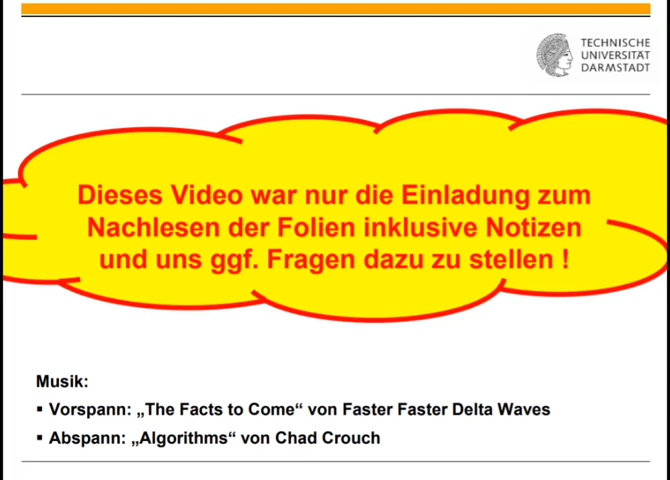 TECHNISCHE
UNIVERSITÄT
DARMSTADT
Dieses Video war nur die Einladung zum
Nachlesen der Folien inklusive Notizen
und uns ggf. Fragen dazu zu stellen !
Musik:
▪ Vorspann: „The Facts to Come“ von Faster Faster Delta Waves
▪ Abspann: „Algorithms“ von Chad Crouch